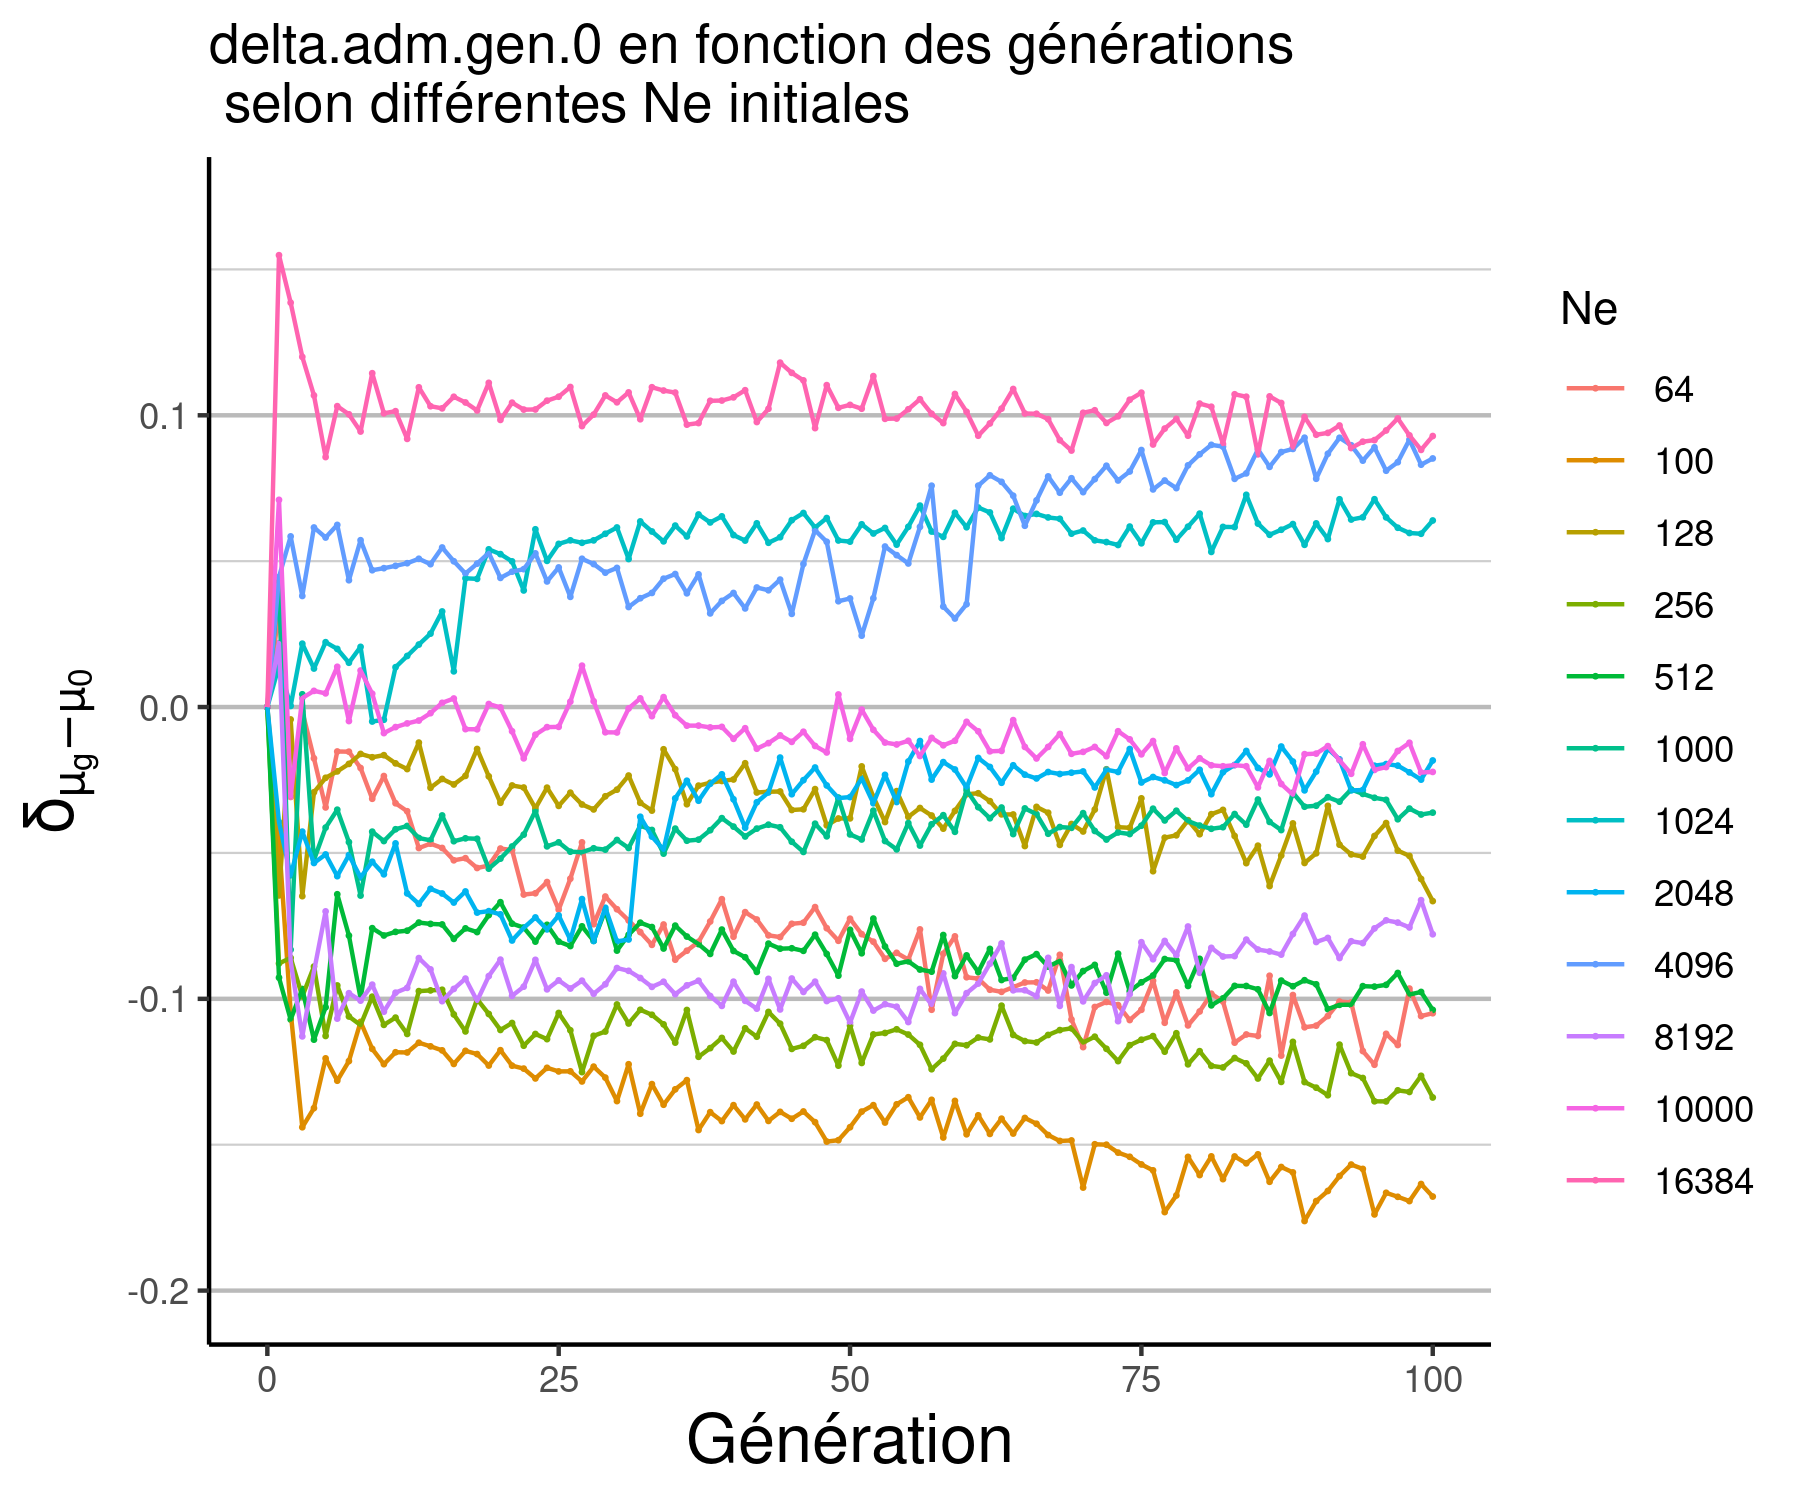 delta.adm.gen.0 en fonction des générations
selon différentes Ne initiales
δμg−μ0
0.1
0.0
-0.1
-0.2
0 25 50 75 100
Génération
Ne
64
100
128
256
512
1000
1024
2048
4096
8192
10000
16384